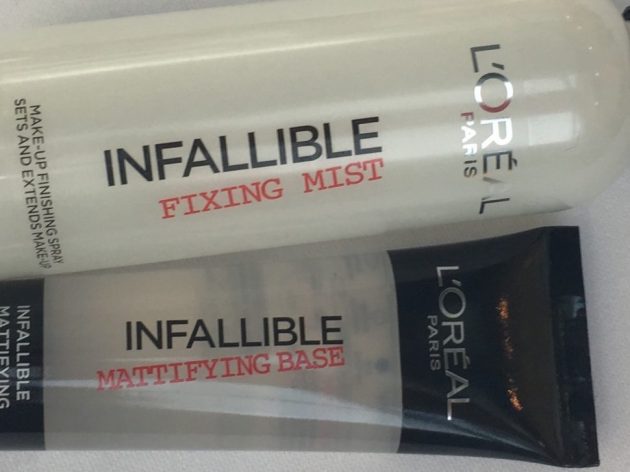 L'ORÉAL
PARIS
INFALLIBLE
FIXING MIST
MAKE-UP FINISHING SPRAY
SETS AND EXTENDS MAKE-UP
L'ORÉAL
PARIS
INFALLIBLE
MATTIFYING BASE
INFALLIBLE
MATTIFYING